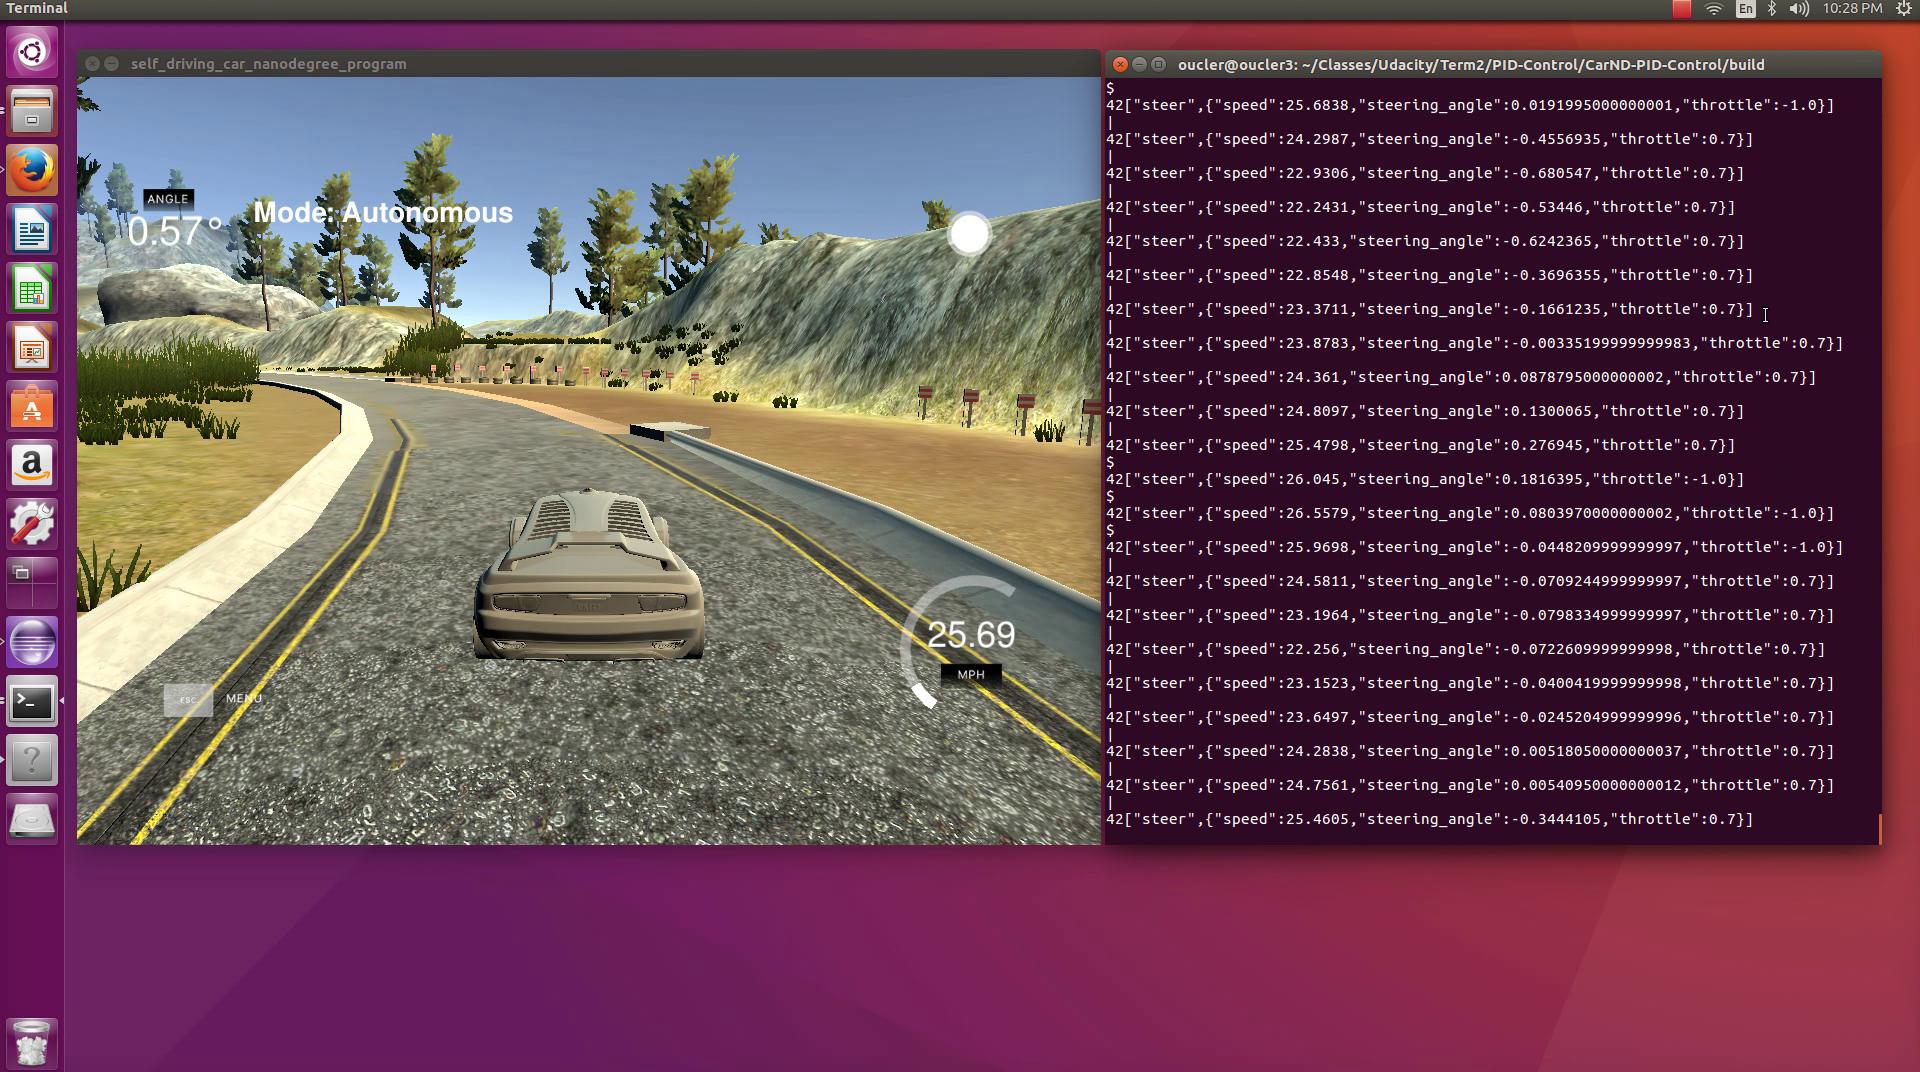 Terminal
En
10:28 PM
self_driving_car_nanodegree_program
ANGLE
0.57°
Mode: Autonomous
25.69
MPH
ESC
MENU
oucler@oucler3: ~/Classes/Udacity/Term2/PID-Control/CarND-PID-Control/build
$
42["steer",{"speed":25.6838,"steering_angle":0.0191995000000001,"throttle":-1.0}]
|
42["steer",{"speed":24.2987,"steering_angle":-0.4556935,"throttle":0.7}]
|
42["steer",{"speed":22.9306,"steering_angle":-0.680547,"throttle":0.7}]
|
42["steer",{"speed":22.2431,"steering_angle":-0.53446,"throttle":0.7}]
|
42["steer",{"speed":22.433,"steering_angle":-0.6242365,"throttle":0.7}]
|
42["steer",{"speed":22.8548,"steering_angle":-0.3696355,"throttle":0.7}]
|
42["steer",{"speed":23.3711,"steering_angle":-0.1661235,"throttle":0.7}]
|
42["steer",{"speed":23.8783,"steering_angle":-0.00335199999999983,"throttle":0.7}]
|
42["steer",{"speed":24.361,"steering_angle":0.0878795000000002,"throttle":0.7}]
|
42["steer",{"speed":24.8097,"steering_angle":0.1300065,"throttle":0.7}]
|
42["steer",{"speed":25.4798,"steering_angle":0.276945,"throttle":0.7}]
$
42["steer",{"speed":26.045,"steering_angle":0.1816395,"throttle":-1.0}]
$
42["steer",{"speed":26.5579,"steering_angle":0.0803970000000002,"throttle":-1.0}]
$
42["steer",{"speed":25.9698,"steering_angle":-0.0448209999999997,"throttle":-1.0}]
|
42["steer",{"speed":24.5811,"steering_angle":-0.0709244999999997,"throttle":0.7}]
|
42["steer",{"speed":23.1964,"steering_angle":-0.0798334999999997,"throttle":0.7}]
|
42["steer",{"speed":22.256,"steering_angle":-0.0722609999999998,"throttle":0.7}]
|
42["steer",{"speed":23.1523,"steering_angle":-0.0400419999999998,"throttle":0.7}]
|
42["steer",{"speed":23.6497,"steering_angle":-0.0245204999999996,"throttle":0.7}]
|
42["steer",{"speed":24.2838,"steering_angle":0.00518050000000037,"throttle":0.7}]
|
42["steer",{"speed":24.7561,"steering_angle":0.00540950000000012,"throttle":0.7}]
|
42["steer",{"speed":25.4605,"steering_angle":-0.3444105,"throttle":0.7}]